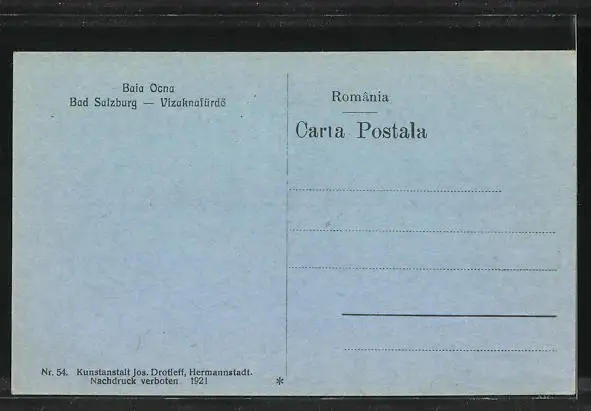 Baia Ocna
Bad Salzburg — Vizaknafürdö
România
Carta Postala
Nr. 54. Kunstanstalt Jos. Drotleff, Hermannstadt.
Nachdruck verboten 1921 *